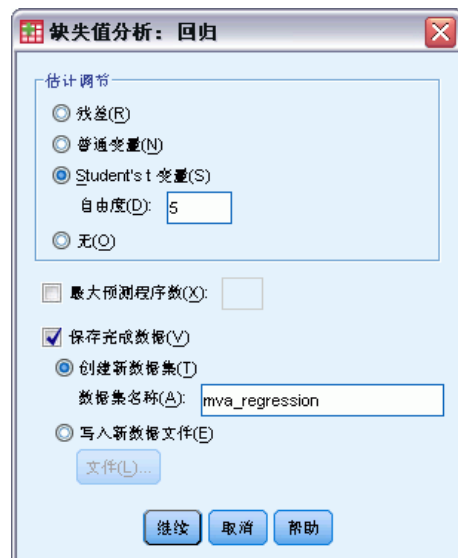 缺失值分析：回归
估计调节
残差(R)
普通变量(N)
Student's t 变量(S)
自由度(D): 5
无(O)
最大预测程序数(X):
保存完成数据(V)
创建新数据集(T)
数据集名称(A): mva_regression
写入新数据文件(E)
文件(L)...
继续 取消 帮助